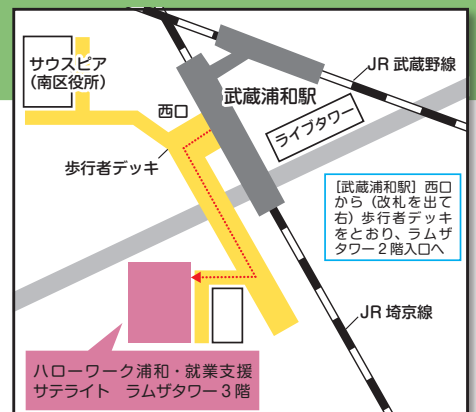 サウスピア
(南区役所)
JR 武蔵野線
西口
武蔵浦和駅
ライブタワー
歩行者デッキ
[武蔵浦和駅] 西口
から（改札を出て
右）歩行者デッキ
をとおり、ラムザ
タワー2階入口へ
JR 埼京線
ハローワーク浦和・就業支援
サテライト　ラムザタワー3階